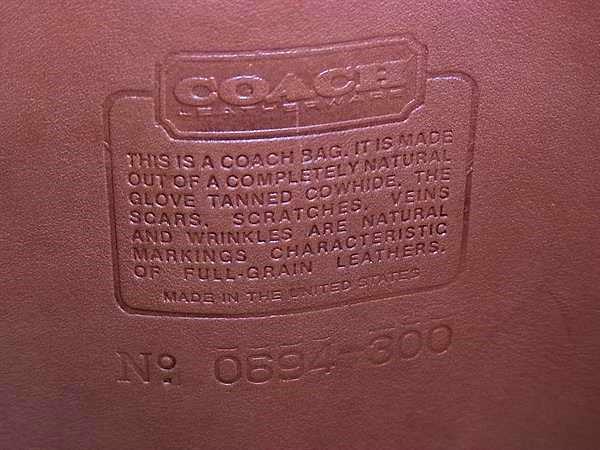 COACH
LEATHERWARE
THIS IS A COACH BAG. IT IS MADE
OUT OF A COMPLETELY NATURAL
GLOVE TANNED COWHIDE. THE
SCARS, SCRATCHES, VEINS
AND WRINKLES ARE NATURAL
MARKINGS CHARACTERISTIC
OF FULL-GRAIN LEATHERS.
MADE IN THE UNITED STATES
Nº: 0694-300